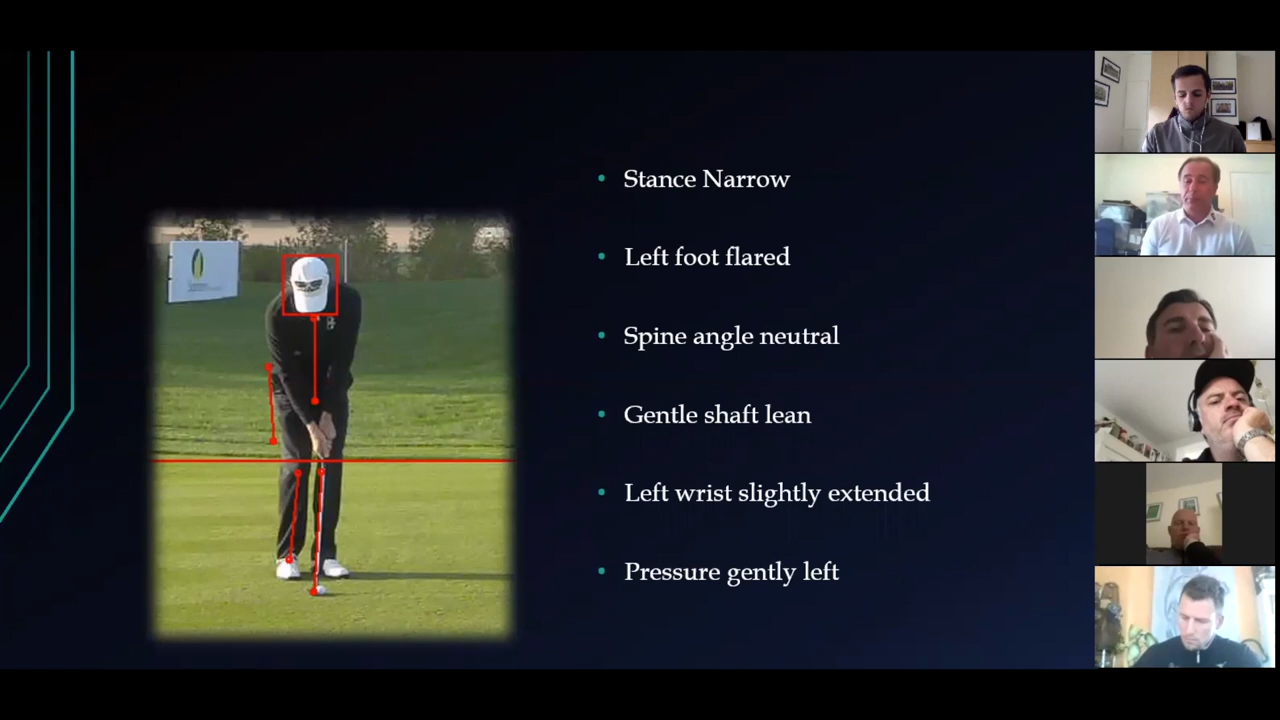 Stance Narrow
Left foot flared
Spine angle neutral
Gentle shaft lean
Left wrist slightly extended
Pressure gently left